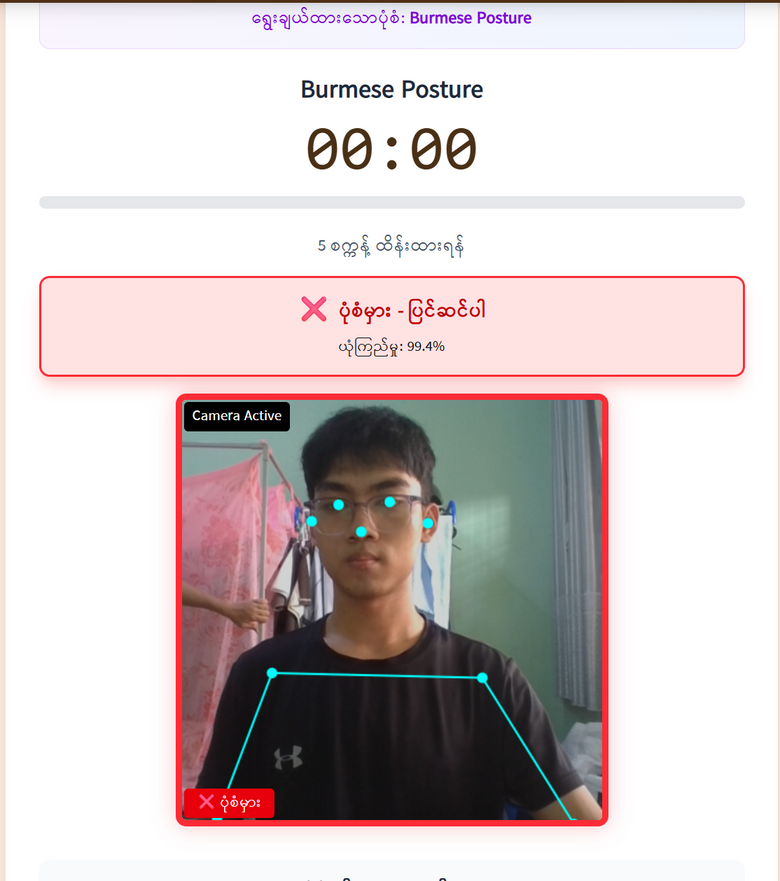 ရွေးချယ်ထားသောပုံစံ: Burmese Posture
Burmese Posture
00:00
5 စက္ကန့် ထိန်းထားရန်
❌ ပုံစံမှား - ပြင်ဆင်ပါ
ယုံကြည်မှု: 99.4%
Camera Active
❌ ပုံစံမှား